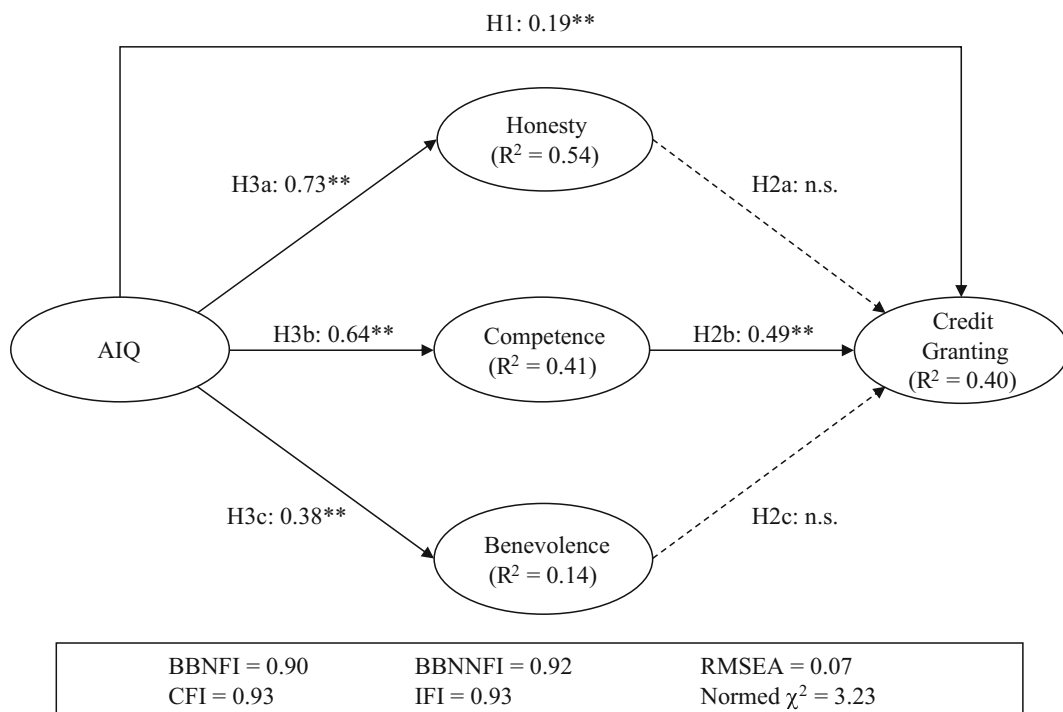 H1: 0.19**
Honesty
(R² = 0.54)
H3a: 0.73**
H2a: n.s.
AIQ
H3b: 0.64**
Competence
(R² = 0.41)
H2b: 0.49**
Credit
Granting
(R² = 0.40)
H3c: 0.38**
H2c: n.s.
Benevolence
(R² = 0.14)
BBNFI = 0.90 BBNNFI = 0.92 RMSEA = 0.07
CFI = 0.93 IFI = 0.93 Normed χ² = 3.23